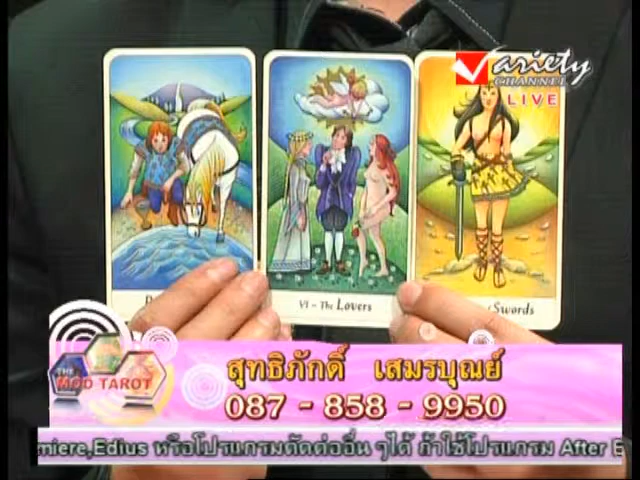 Variety
CHANNEL
LIVE
VI - The Lovers
Swords
THE
MOD TAROT
สุทธิภักดิ์ เสมรบุณย์
087 - 858 - 9950
miere,Edius หรือโปรแกรมตัดต่ออื่น ๆได้ ถ้าใช้โปรแกรม After E